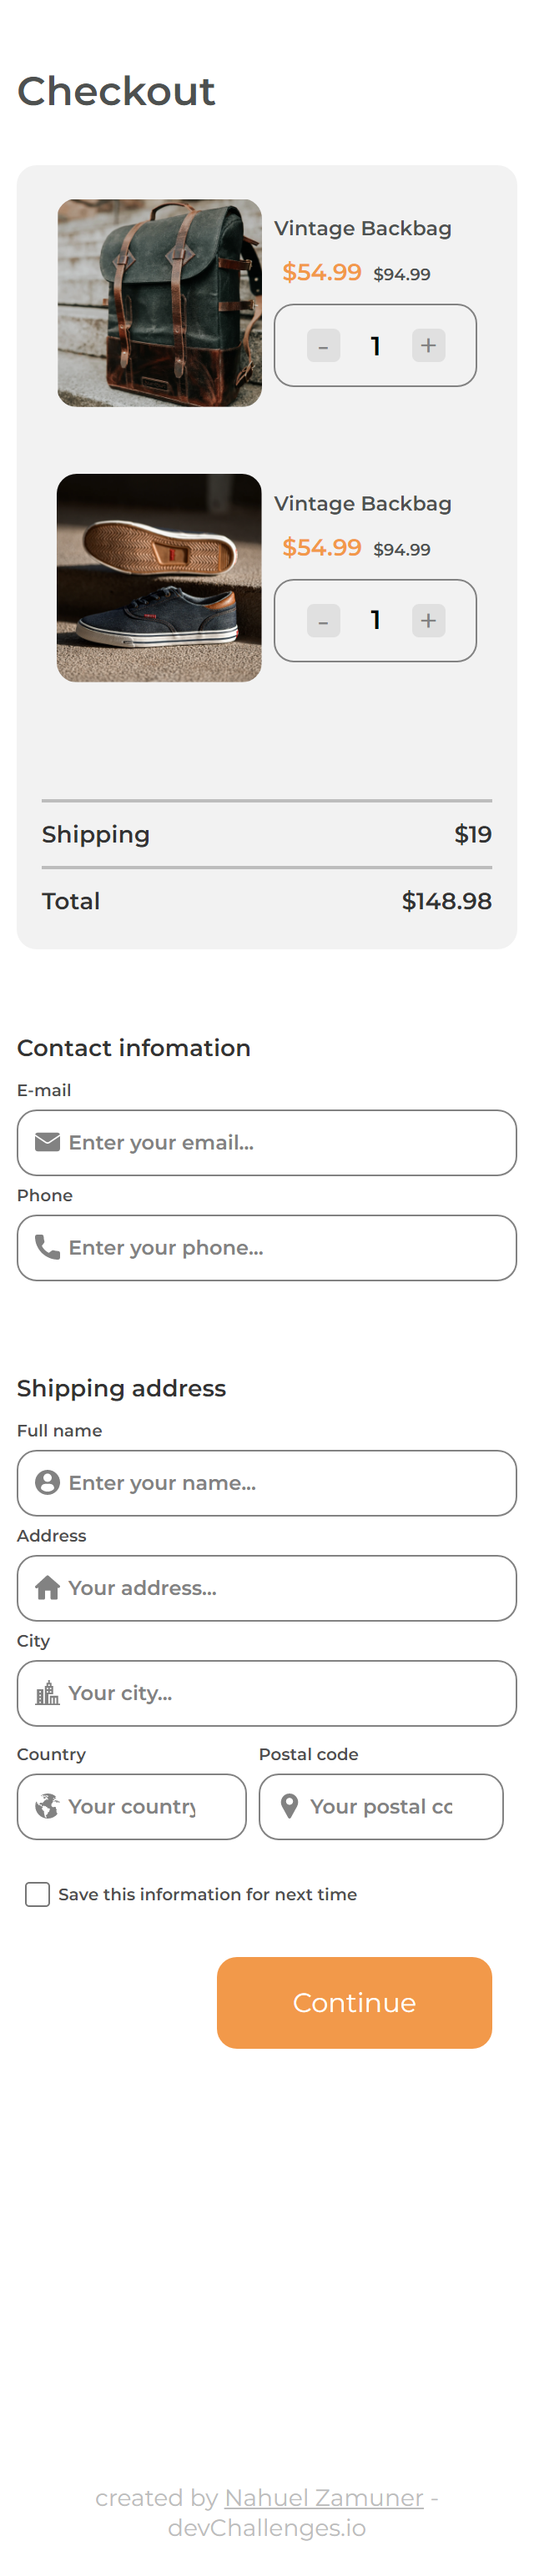 Checkout
Vintage Backbag
$54.99 $94.99
- 1 +
Vintage Backbag
$54.99 $94.99
- 1 +
Shipping $19
Total $148.98
Contact infomation
E-mail
Enter your email...
Phone
Enter your phone...
Shipping address
Full name
Enter your name...
Address
Your address...
City
Your city...
Country Postal code
Your country Your postal cc
Save this information for next time
Continue
created by Nahuel Zamuner -
devChallenges.io